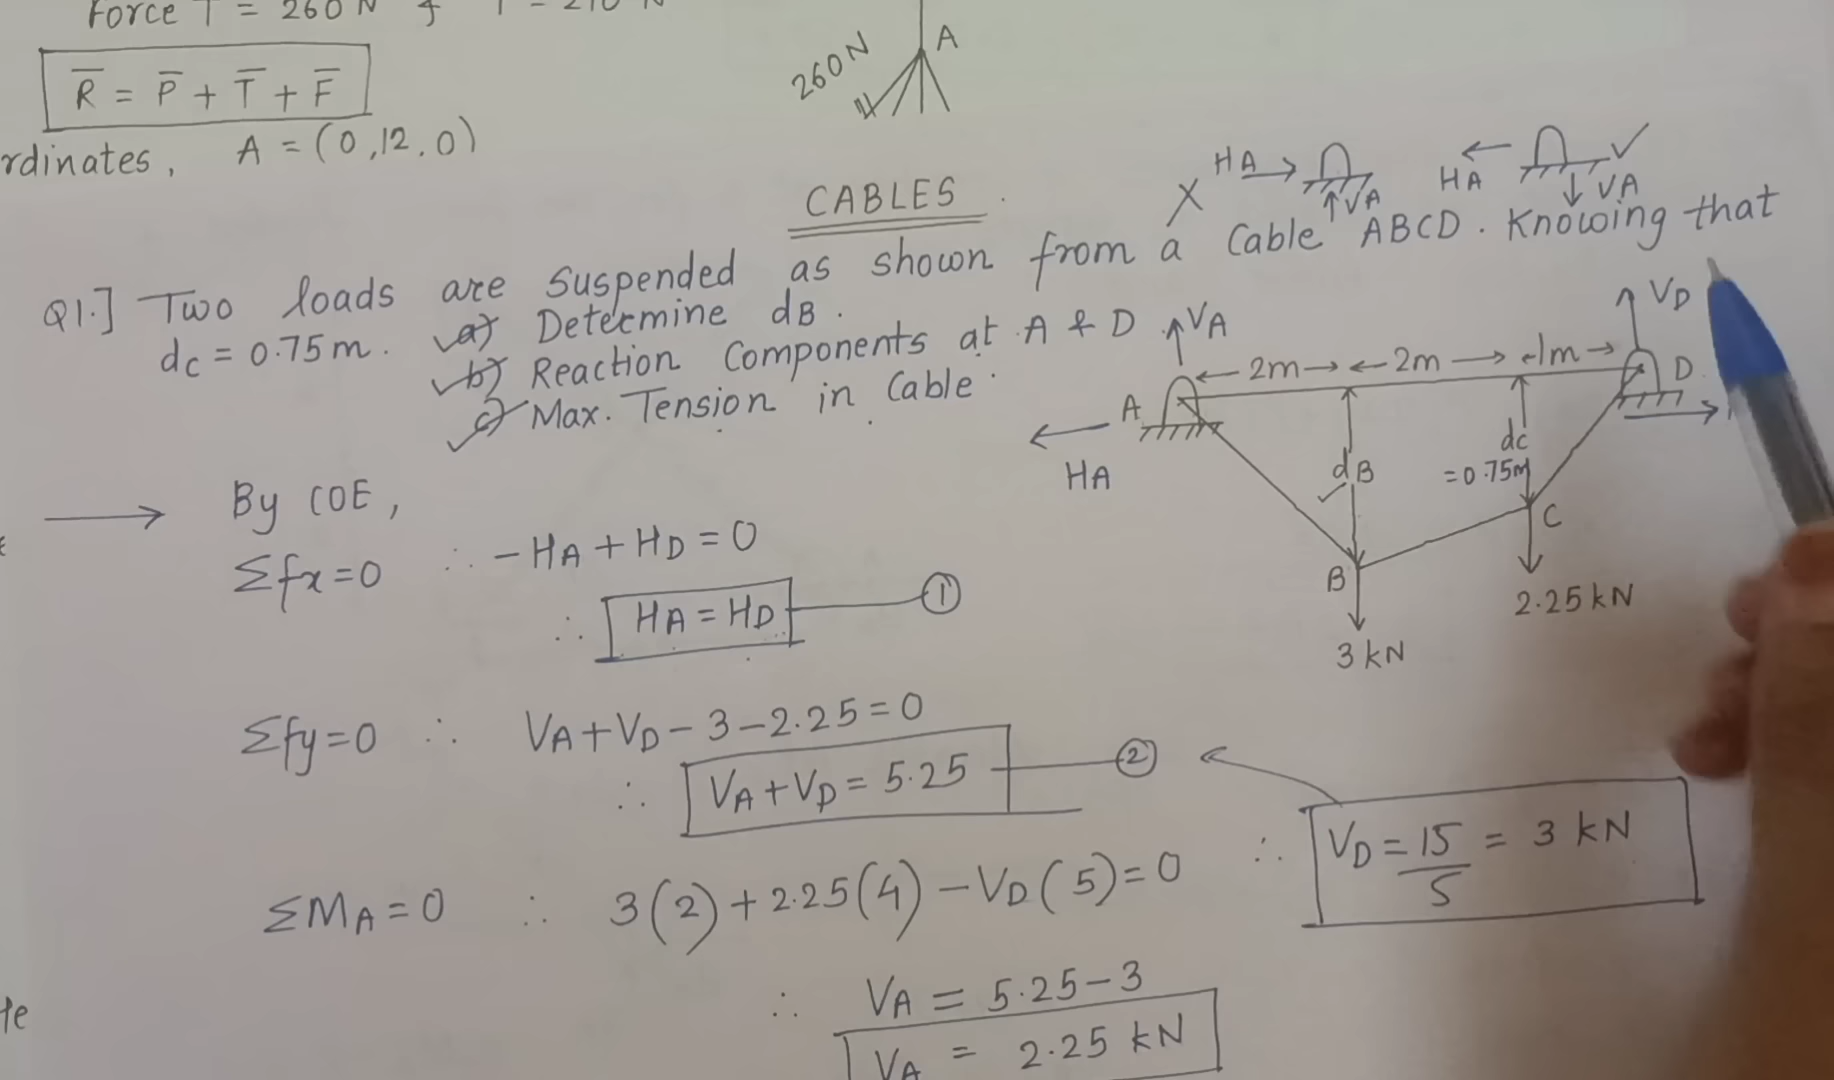 Force T = 260 N
R̅ = P̅ + T̅ + F̅
rdinates, A = (0,12,0)
260N
A
CABLES
X HA VA
HA VA
Q1.] Two loads are suspended as shown from a Cable ABCD. Knowing that
dc = 0.75m. a) Determine dB.
b) Reaction Components at A & D
c) Max. Tension in Cable.
VA
VD
2m 2m 1m
A
D
HA
dB
dc
=0.75m
C
B
2.25 kN
3 kN
By COE,
Σfx=0 ∴ -HA + HD = 0
∴ HA = HD ①
Σfy=0 ∴ VA+VD-3-2.25=0
∴ VA+VD = 5.25 ②
ΣMA=0 ∴ 3(2)+2.25(4)-VD(5)=0
∴ VD = 15/5 = 3 kN
∴ VA = 5.25-3
VA = 2.25 kN